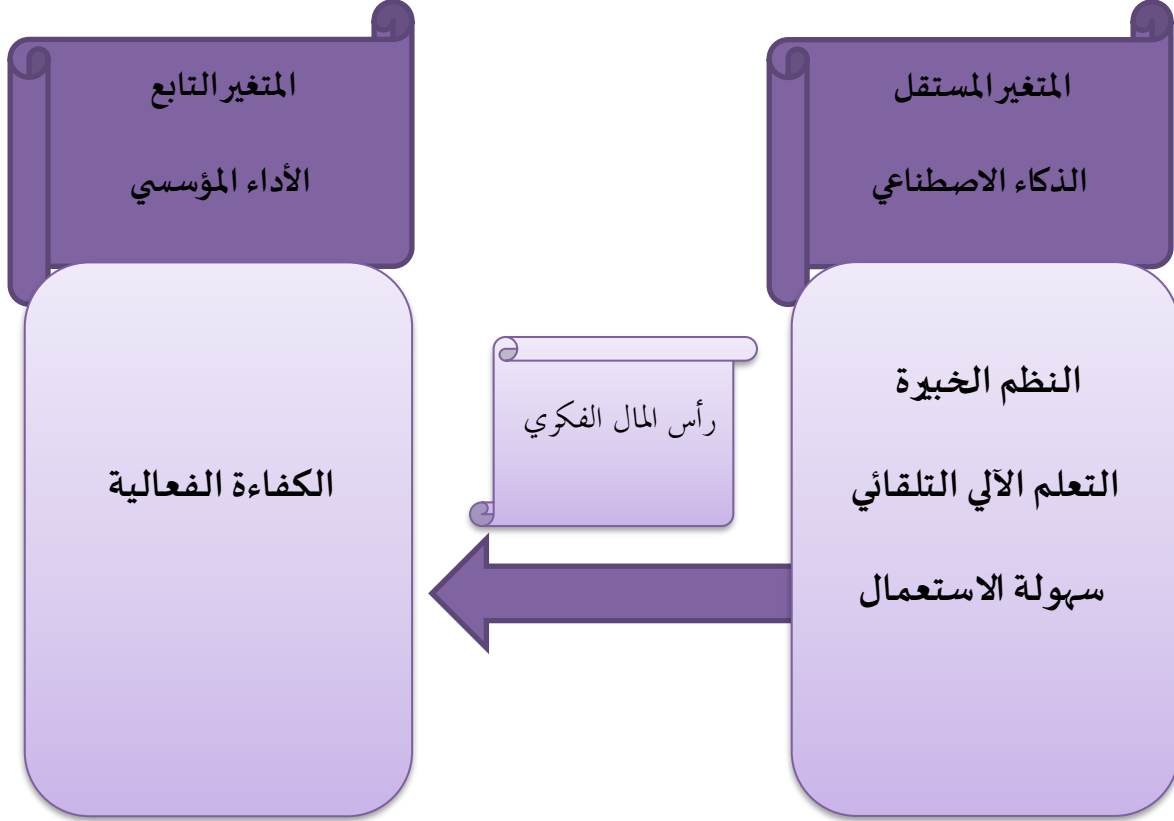 المتغير المستقل
الذكاء الاصطناعي
النظم الخبيرة
التعلم الآلي التلقائي
سهولة الاستعمال
رأس المال الفكري
المتغير التابع
الأداء المؤسسي
الكفاءة الفعالية